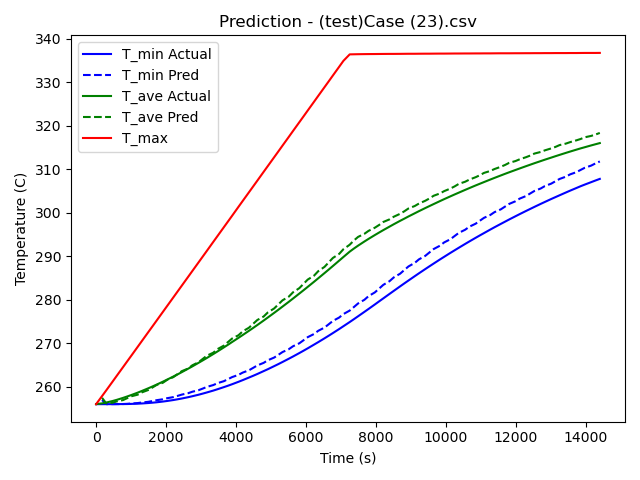 Prediction - (test)Case (23).csv
T_min Actual
T_min Pred
T_ave Actual
T_ave Pred
T_max
340
330
320
310
300
290
280
270
260
Temperature (C)
0 2000 4000 6000 8000 10000 12000 14000
Time (s)